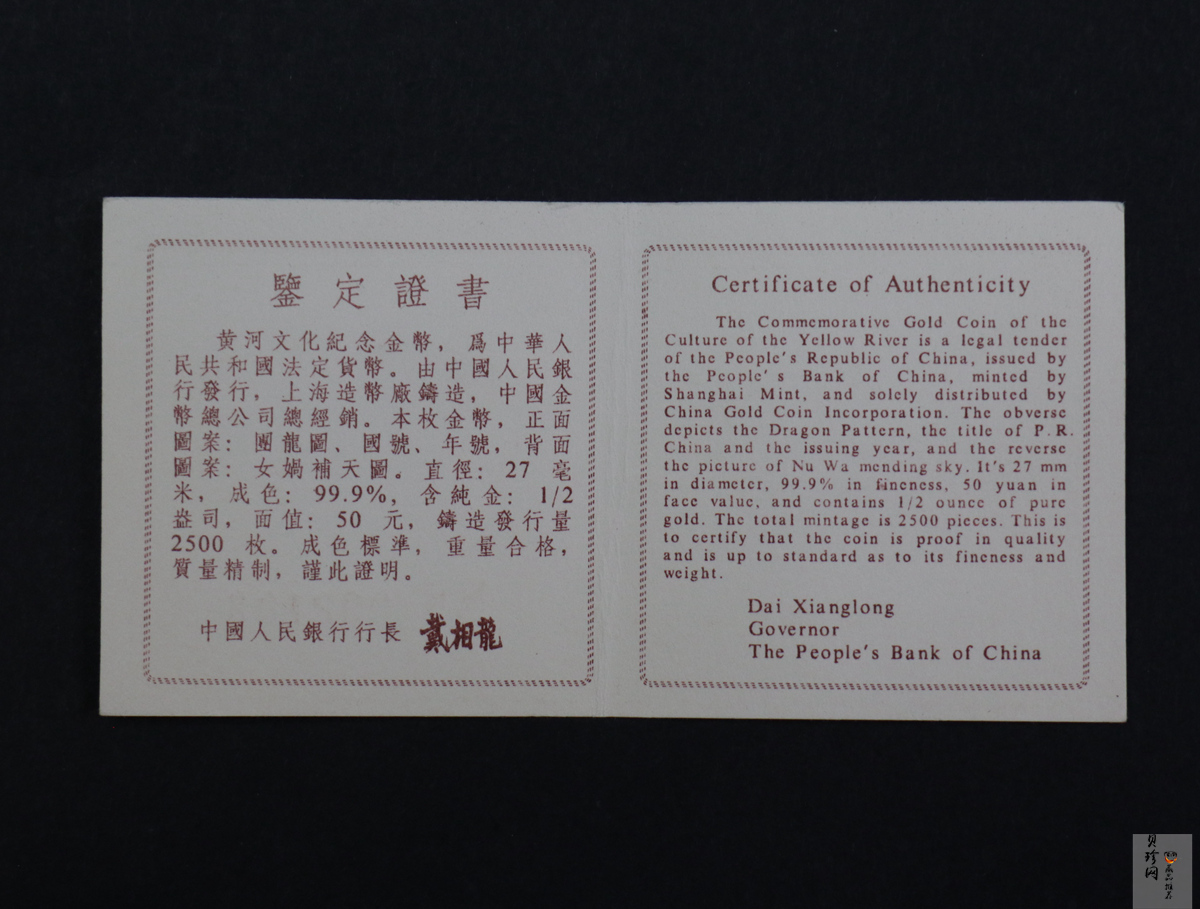 鑒定證書
黄河文化紀念金幣，爲中華人
民共和國法定貨幣。由中國人民銀
行發行，上海造幣廠鑄造，中國金
幣總公司總經銷。本枚金幣，正面
圖案：團龍圖、國號、年號，背面
圖案：女媧補天圖。直徑：27 毫
米，成色：99.9%，含純金：1/2
盎司，面值：50 元，鑄造發行量
2500 枚。成色標準，重量合格，
質量精制，謹此證明。
中國人民銀行行長 戴相龍
Certificate of Authenticity
The Commemorative Gold Coin of the
Culture of the Yellow River is a legal tender
of the People's Republic of China, issued by
the People's Bank of China, minted by
Shanghai Mint, and solely distributed by
China Gold Coin Incorporation. The obverse
depicts the Dragon Pattern, the title of P.R.
China and the issuing year, and the reverse
the picture of Nu Wa mending sky. It's 27 mm
in diameter, 99.9% in fineness, 50 yuan in
face value, and contains 1/2 ounce of pure
gold. The total mintage is 2500 pieces. This is
to certify that the coin is proof in quality
and is up to standard as to its fineness and
weight.
Dai Xianglong
Governor
The People's Bank of China
贝珍网
藏品推荐